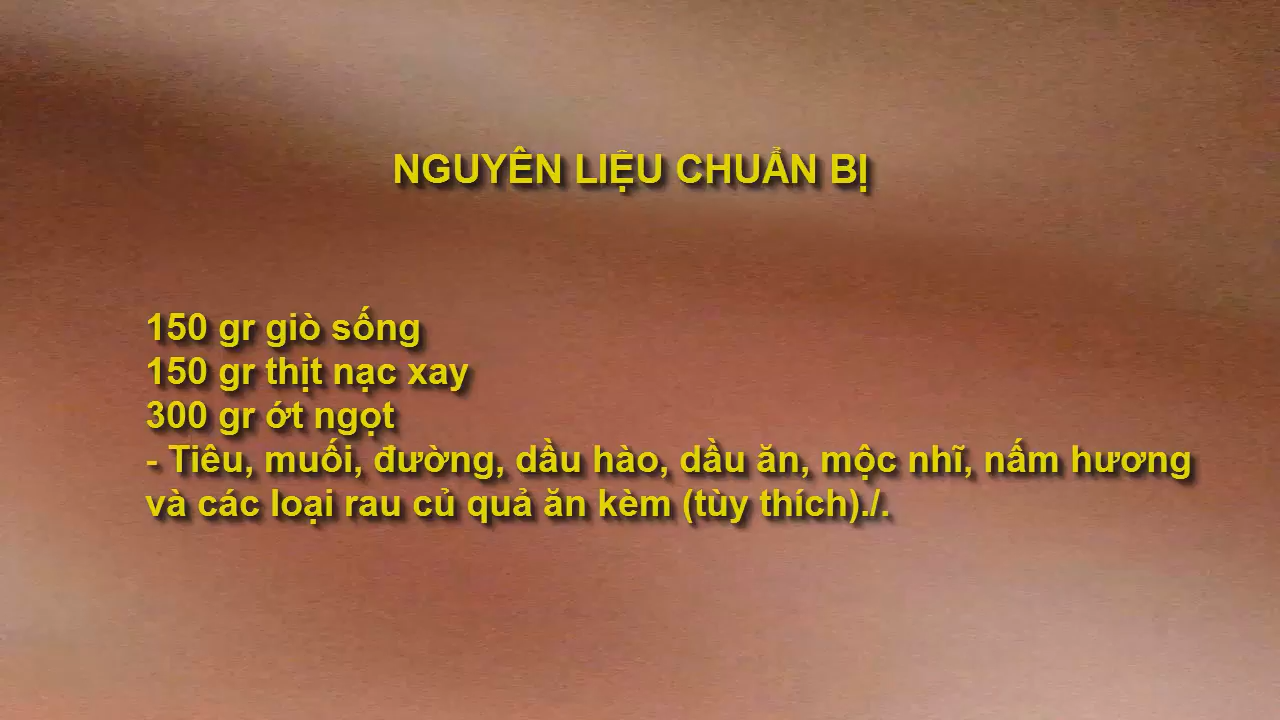 NGUYÊN LIỆU CHUẨN BỊ
150 gr giò sống
150 gr thịt nạc xay
300 gr ớt ngọt
- Tiêu, muối, đường, dầu hào, dầu ăn, mộc nhĩ, nấm hương
và các loại rau củ quả ăn kèm (tùy thích)./.